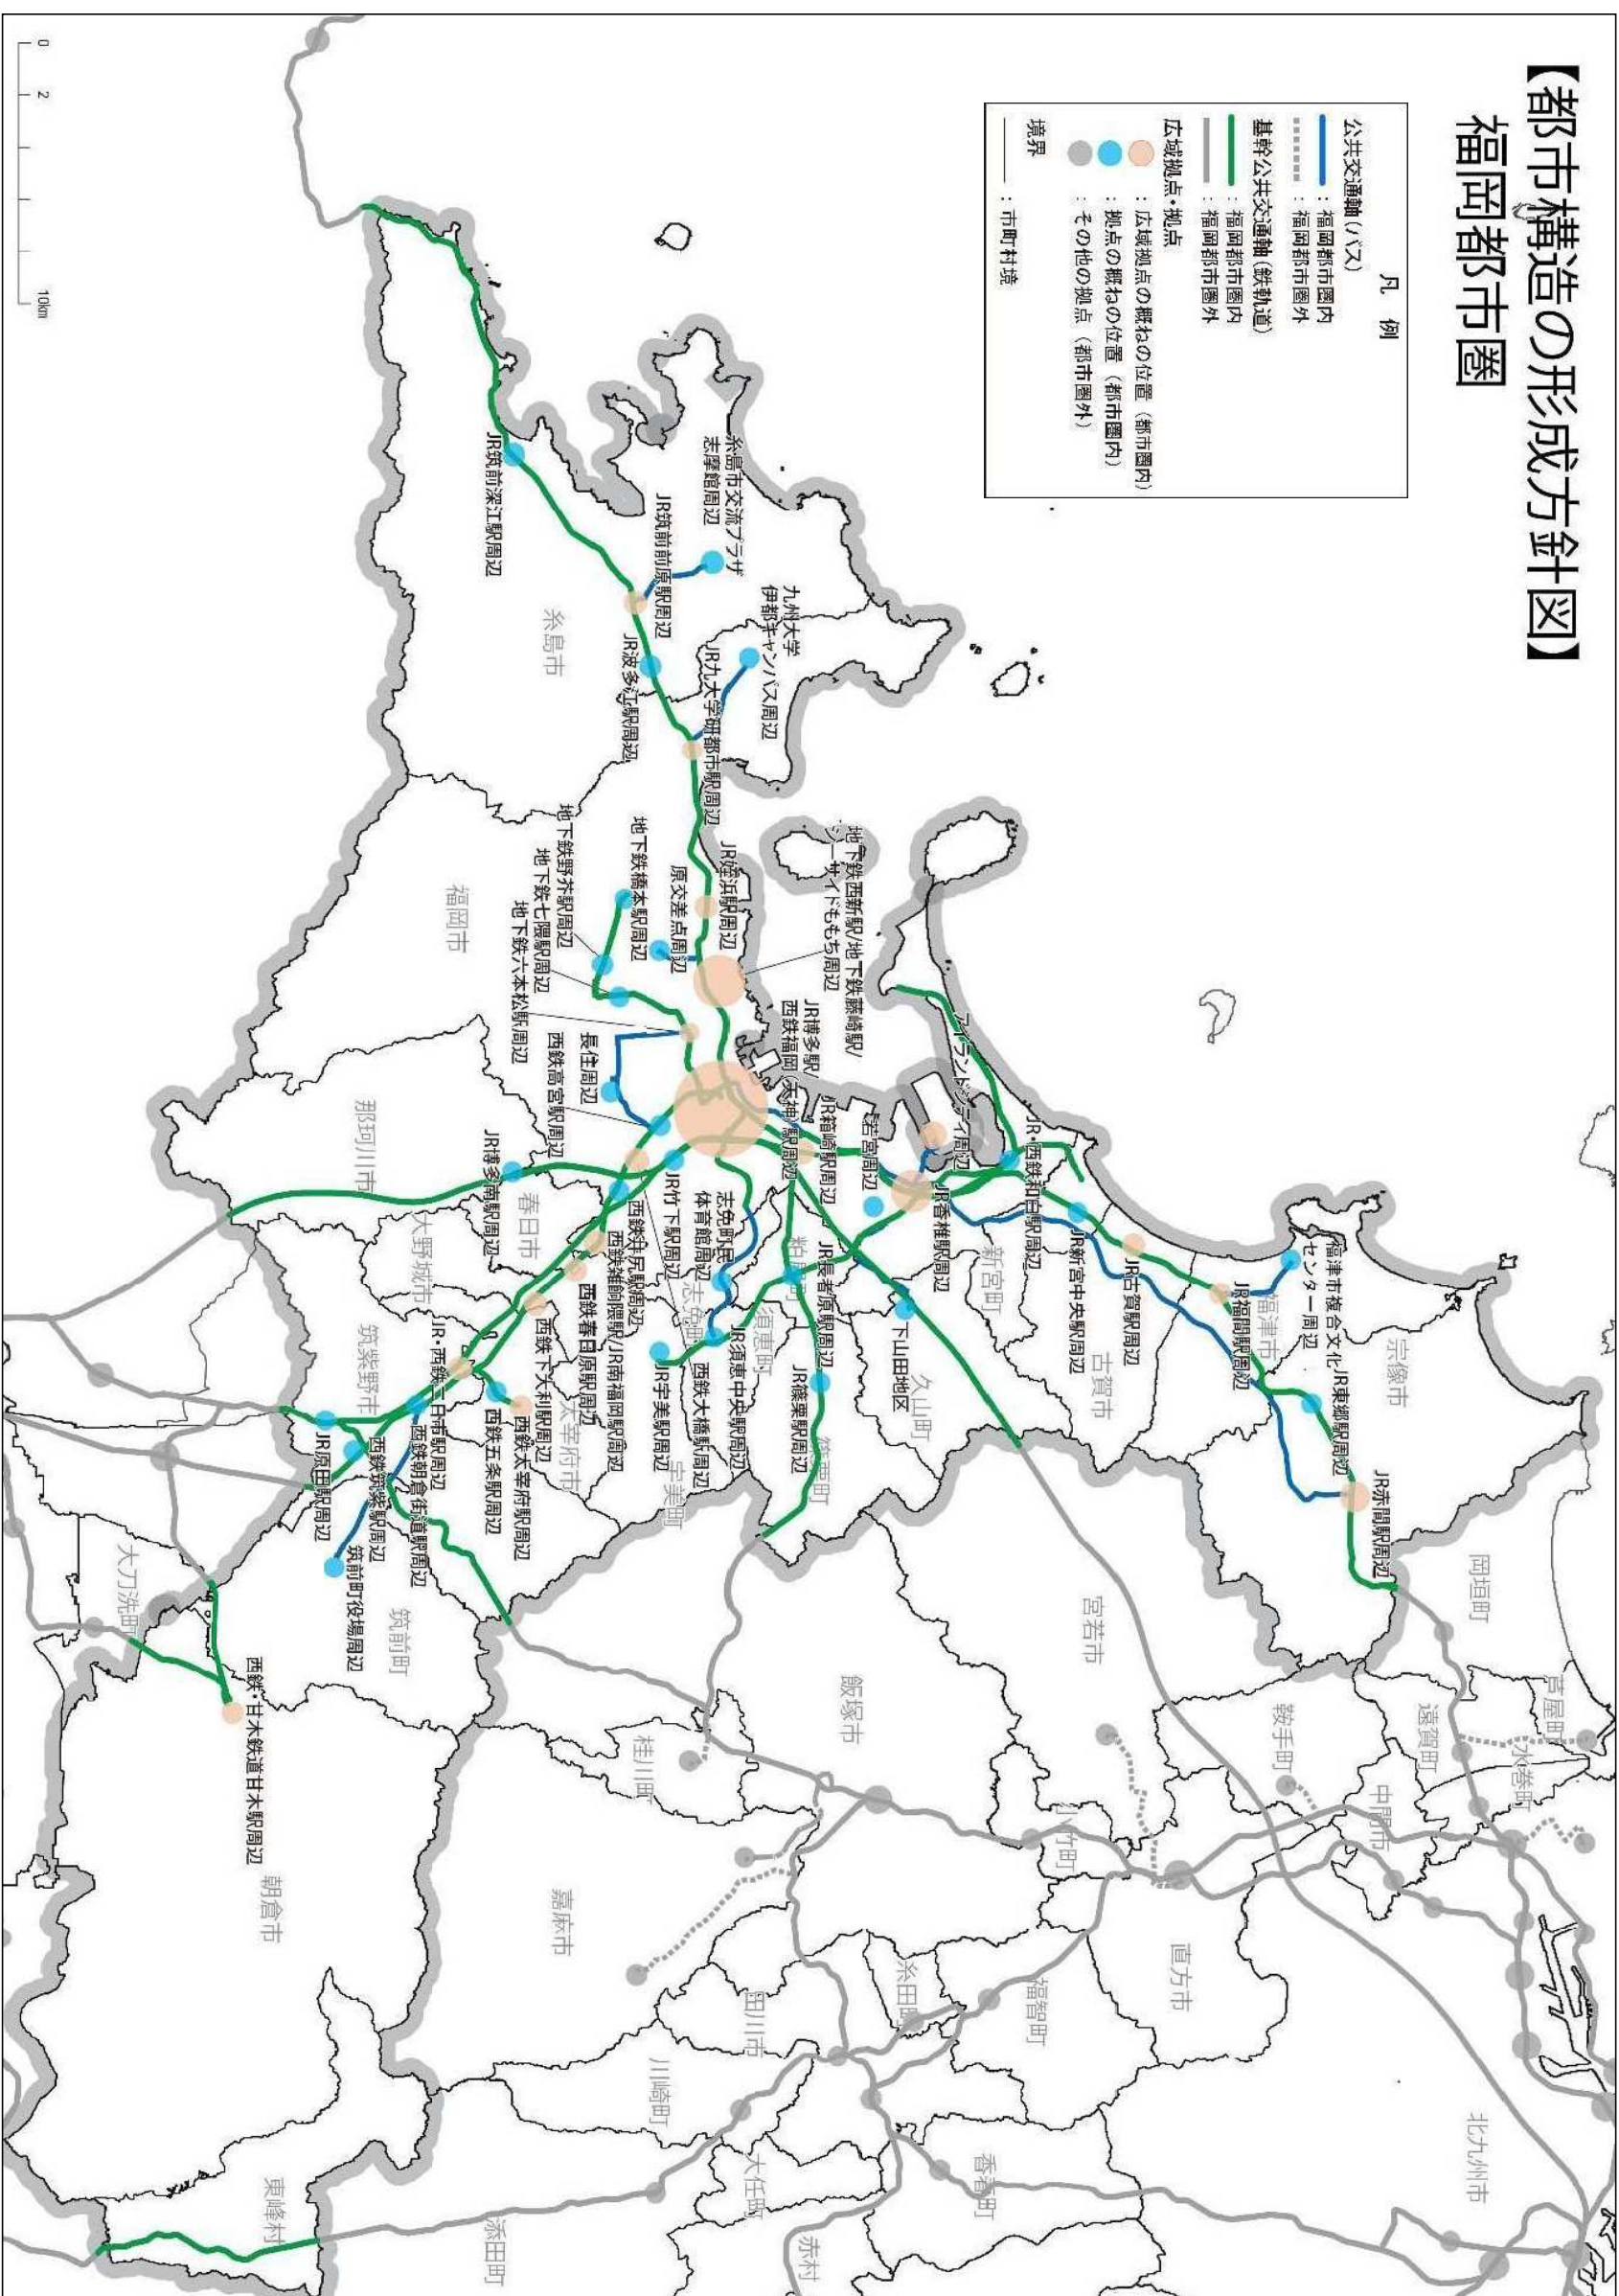 【都市構造の形成方針図】
福岡都市圏
凡 例
公共交通軸(バス)
：福岡都市圏内
：福岡都市圏外
基幹公共交通軸(鉄軌道)
：福岡都市圏内
：福岡都市圏外
広域拠点・拠点
：広域拠点の概ねの位置（都市圏内）
：拠点の概ねの位置（都市圏内）
：その他の拠点（都市圏外）
境界
：市町村境
0
2
10km
JR筑前深江駅周辺
糸島市交流プラザ
志摩館周辺
JR筑前前原駅周辺
九州大学
伊都キャンパス周辺
JR波多江駅周辺
JR九大学研都市駅周辺
糸島市
地下鉄西新駅/地下鉄藤崎駅/
シーサイドももち周辺
JR姪浜駅周辺
原交差点周辺
地下鉄橋本駅周辺
地下鉄野芥駅周辺
地下鉄七隈駅周辺
地下鉄六本松駅周辺
福岡市
JR博多駅/
西鉄福岡(天神)駅周辺
長住周辺
西鉄高宮駅周辺
JR箱崎駅周辺
若宮周辺
アイランドシティ周辺
JR・西鉄和白駅周辺
JR香椎駅周辺
JR新宮中央駅周辺
JR古賀駅周辺
JR福間駅周辺
福津市複合文化
センター周辺
JR東郷駅周辺
JR赤間駅周辺
宗像市
福津市
古賀市
新宮町
久山町
下山田地区
粕屋町
JR長者原駅周辺
JR篠栗駅周辺
篠栗町
須恵町
JR須恵中央駅周辺
志免町民
体育館周辺
志免町
JR宇美駅周辺
宇美町
JR竹下駅周辺
西鉄大橋駅周辺
西鉄井尻駅周辺
西鉄雑餉隈駅/JR南福岡駅周辺
西鉄春日原駅周辺
西鉄下大利駅周辺
JR博多南駅周辺
春日市
那珂川市
大野城市
太宰府市
西鉄太宰府駅周辺
西鉄五条駅周辺
JR・西鉄二日市駅周辺
筑紫野市
西鉄朝倉街道駅周辺
西鉄筑紫駅周辺
JR原田駅周辺
筑前町役場周辺
筑前町
大刀洗町
西鉄・甘木鉄道甘木駅周辺
朝倉市
東峰村
岡垣町
芦屋町
遠賀町
水巻町
中間市
鞍手町
宮若市
飯塚市
桂川町
小竹町
嘉麻市
直方市
福智町
糸田町
田川市
川崎町
大任町
香春町
赤村
添田町
北九州市